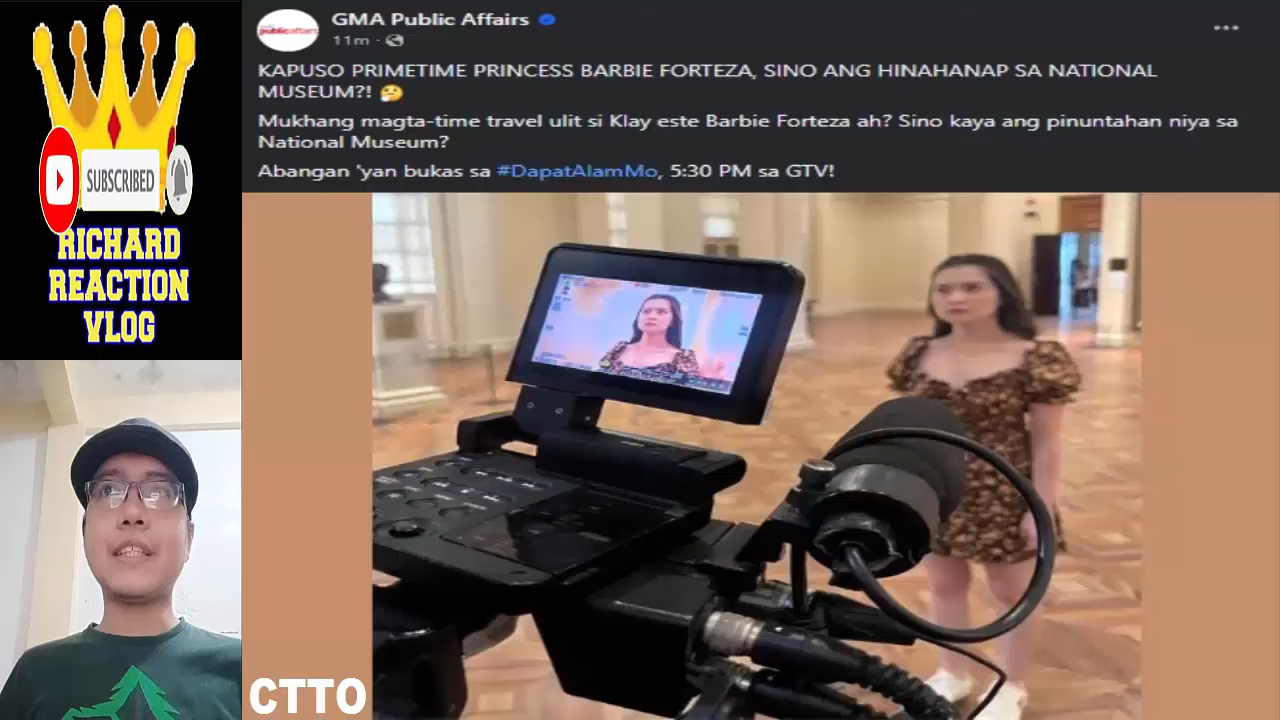 GMA Public Affairs
11m
KAPUSO PRIMETIME PRINCESS BARBIE FORTEZA, SINO ANG HINAHANAP SA NATIONAL
MUSEUM?! 🤔
Mukhang magta-time travel ulit si Klay este Barbie Forteza ah? Sino kaya ang pinuntahan niya sa
National Museum?
Abangan 'yan bukas sa #DapatAlamMo, 5:30 PM sa GTV!
SUBSCRIBED
RICHARD
REACTION
VLOG
CTTO